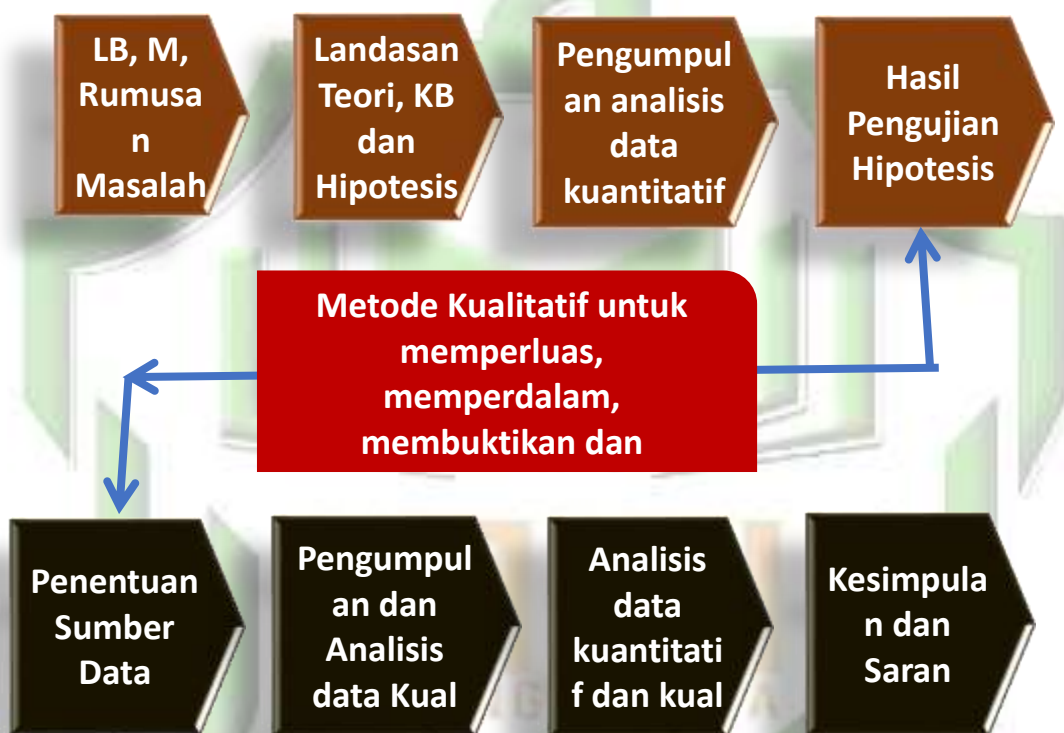 LB, M,
Rumusa
n
Masalah
Landasan
Teori, KB
dan
Hipotesis
Pengumpul
an analisis
data
kuantitatif
Hasil
Pengujian
Hipotesis
Metode Kualitatif untuk
memperluas,
memperdalam,
membuktikan dan
Penentuan
Sumber
Data
Pengumpul
an dan
Analisis
data Kual
Analisis
data
kuantitati
f dan kual
Kesimpula
n dan
Saran